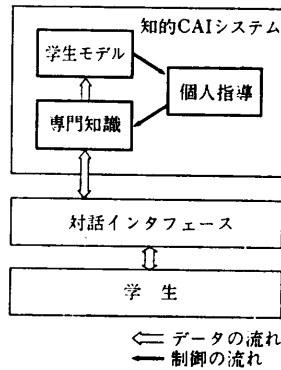 知的CAIシステム
学生モデル
個人指導
専門知識
対話インタフェース
学 生
データの流れ
制御の流れ